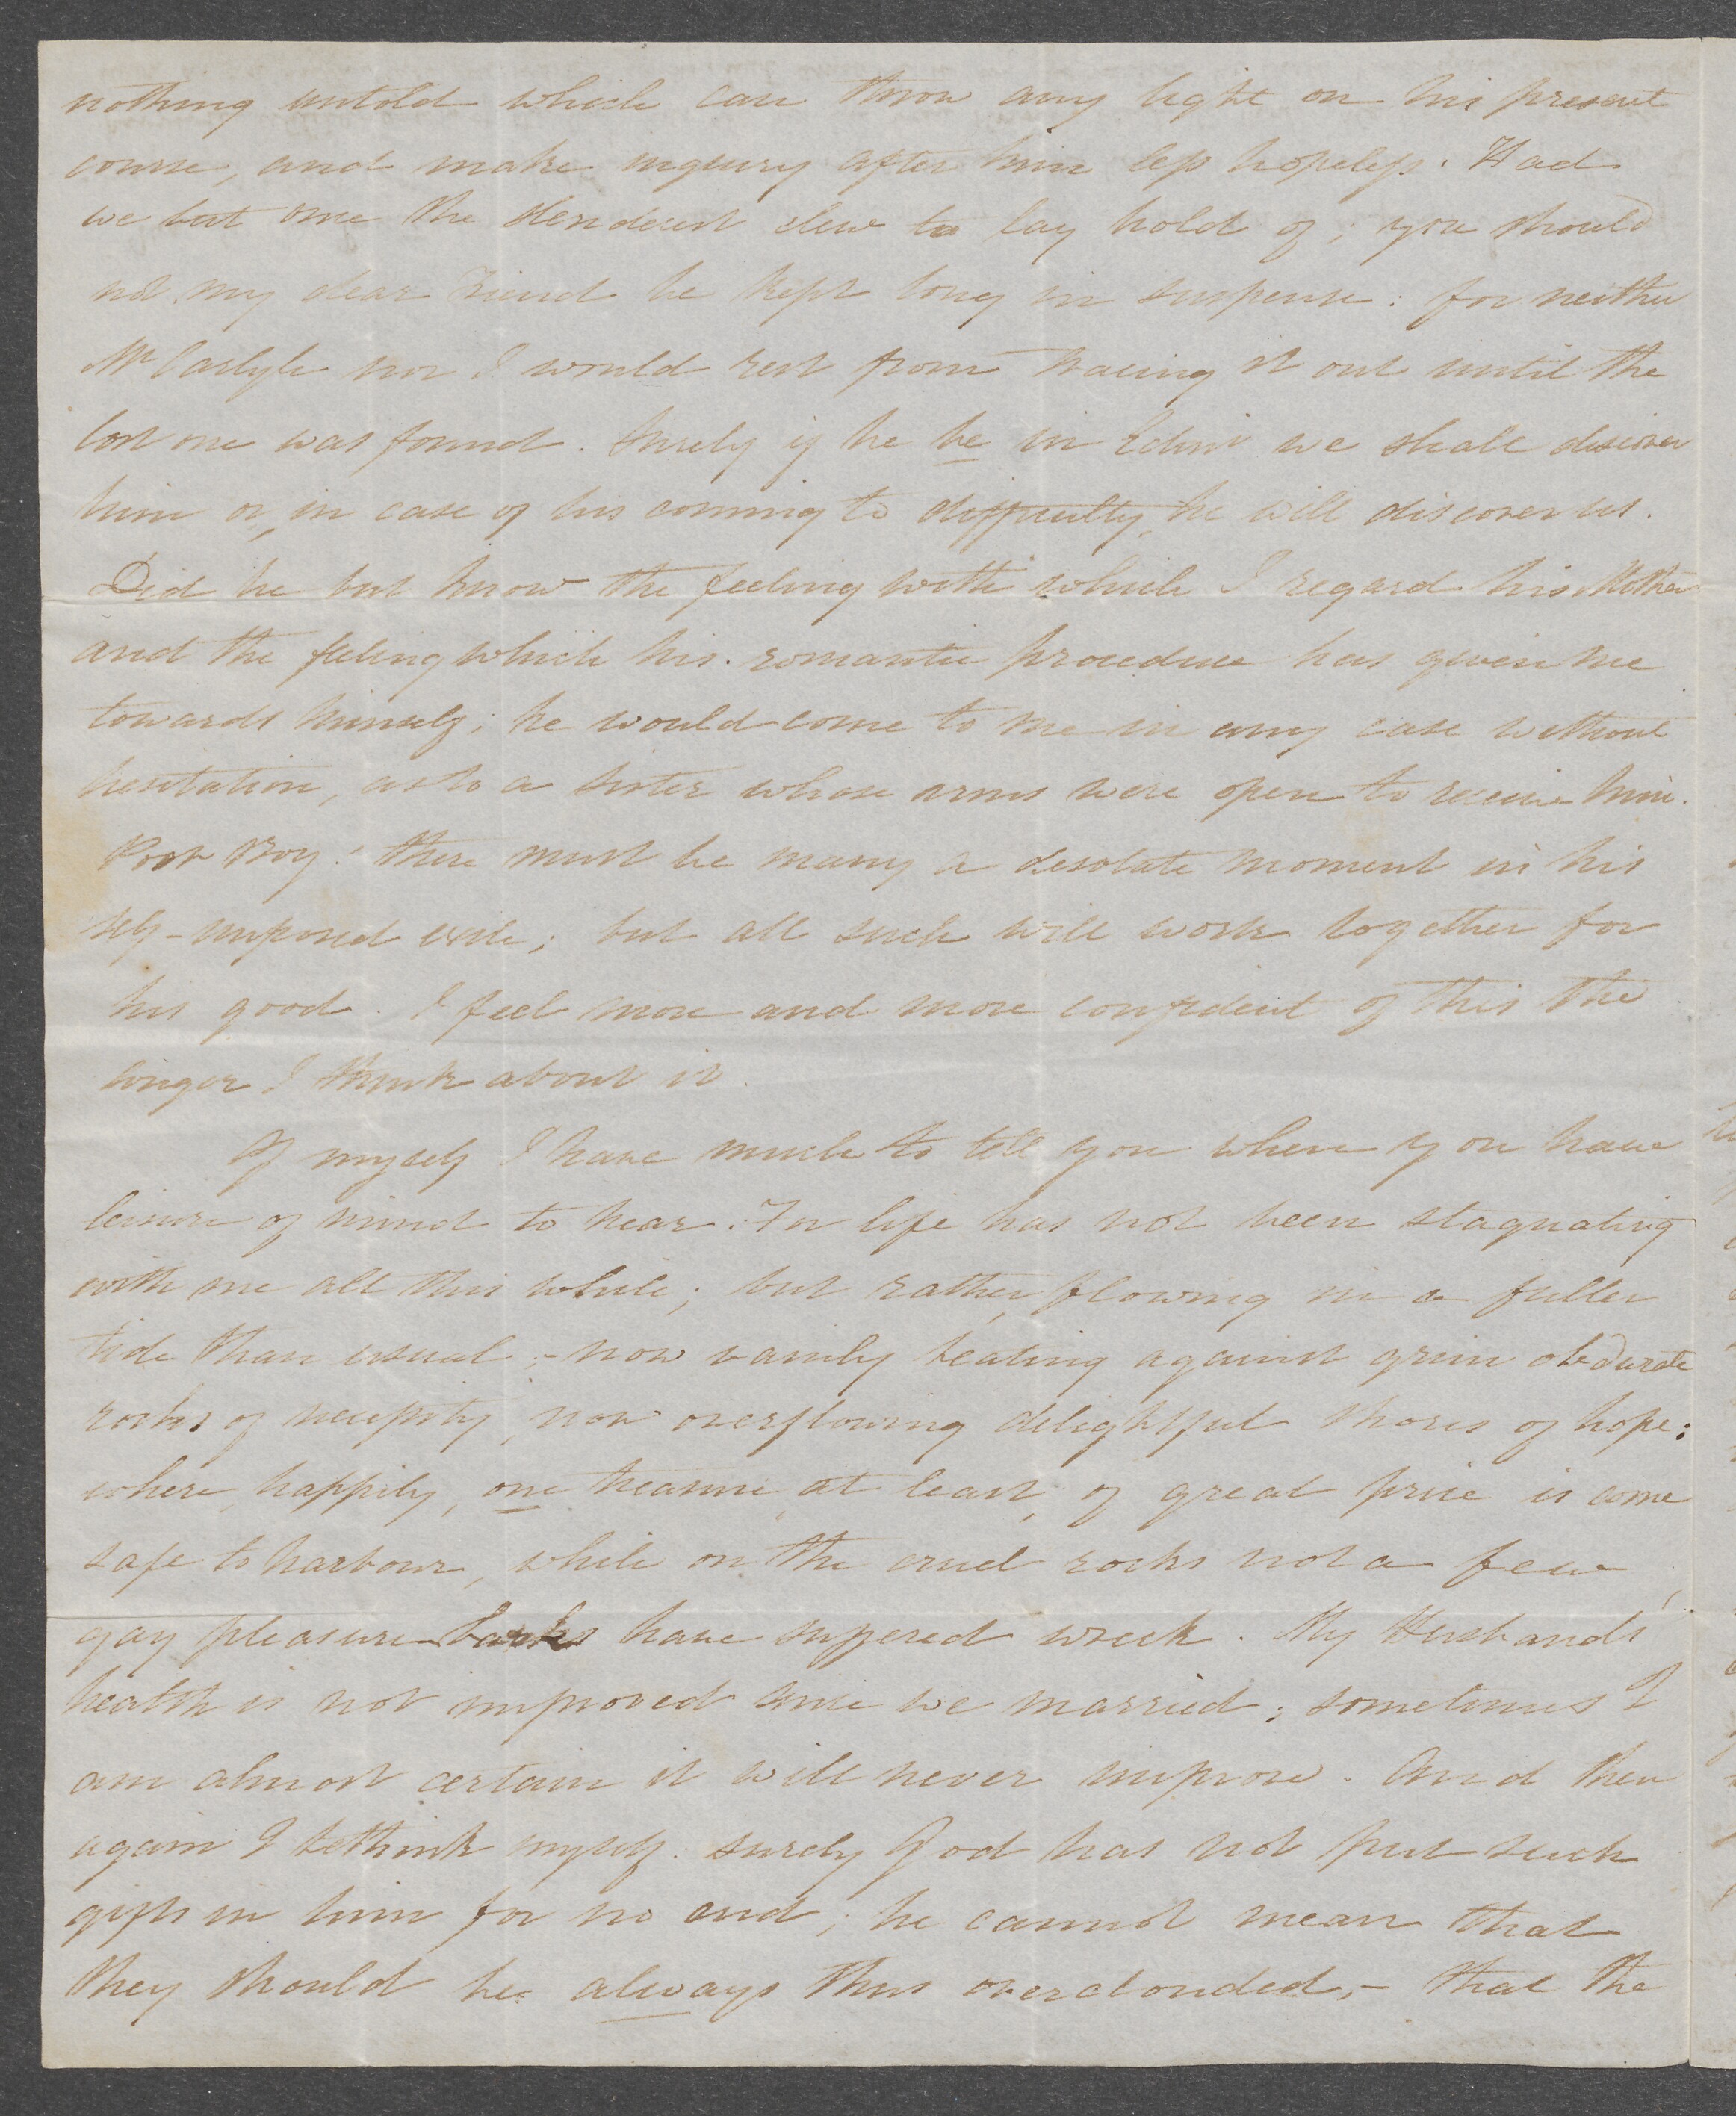 nothing untold which can throw any light on his present
course, and make inquiry after him less hopeless. Had
we but one the slenderest clew to lay hold of; you should
not my dear Friend be kept long in suspense: for neither
Mr Carlyle nor I would rest from tracing it out until the
lost one was found. Surely if he be in Edinr we shall discover
him or, in case of his coming to difficulty, he will discover us.
Did he but know the feeling with which I regard his Mother
and the feeling which his romantic procedure has given me
towards himself; he would come to me in any case without
hesitation, as to a sister whose arms were open to receive him.
Poor Boy! there must be many a desolate moment in his
self-imposed exile; but all such will work together for
his good. I feel more and more confident of this the
longer I think about it.
Of myself I have much to tell you when you have
leisure of mind to hear. For life has not been stagnating
with me all this while; but rather flowing in a fuller
tide than usual;- now vainly beating against grim obdurate
rocks of necessity, now overflowing delightful shores of hope;
where, happily, one treasure, at least, of great price is come
safe to harbour, while on the cruel rocks not a few
gay pleasure-barks have suffered wreck. My Husbands
health is not improved since we married; sometimes I
am almost certain it will never improve. And then
again I bethink myself: surely God has not put such
gifts in him for no end; he cannot mean that
they should be always thus overclouded,- that the